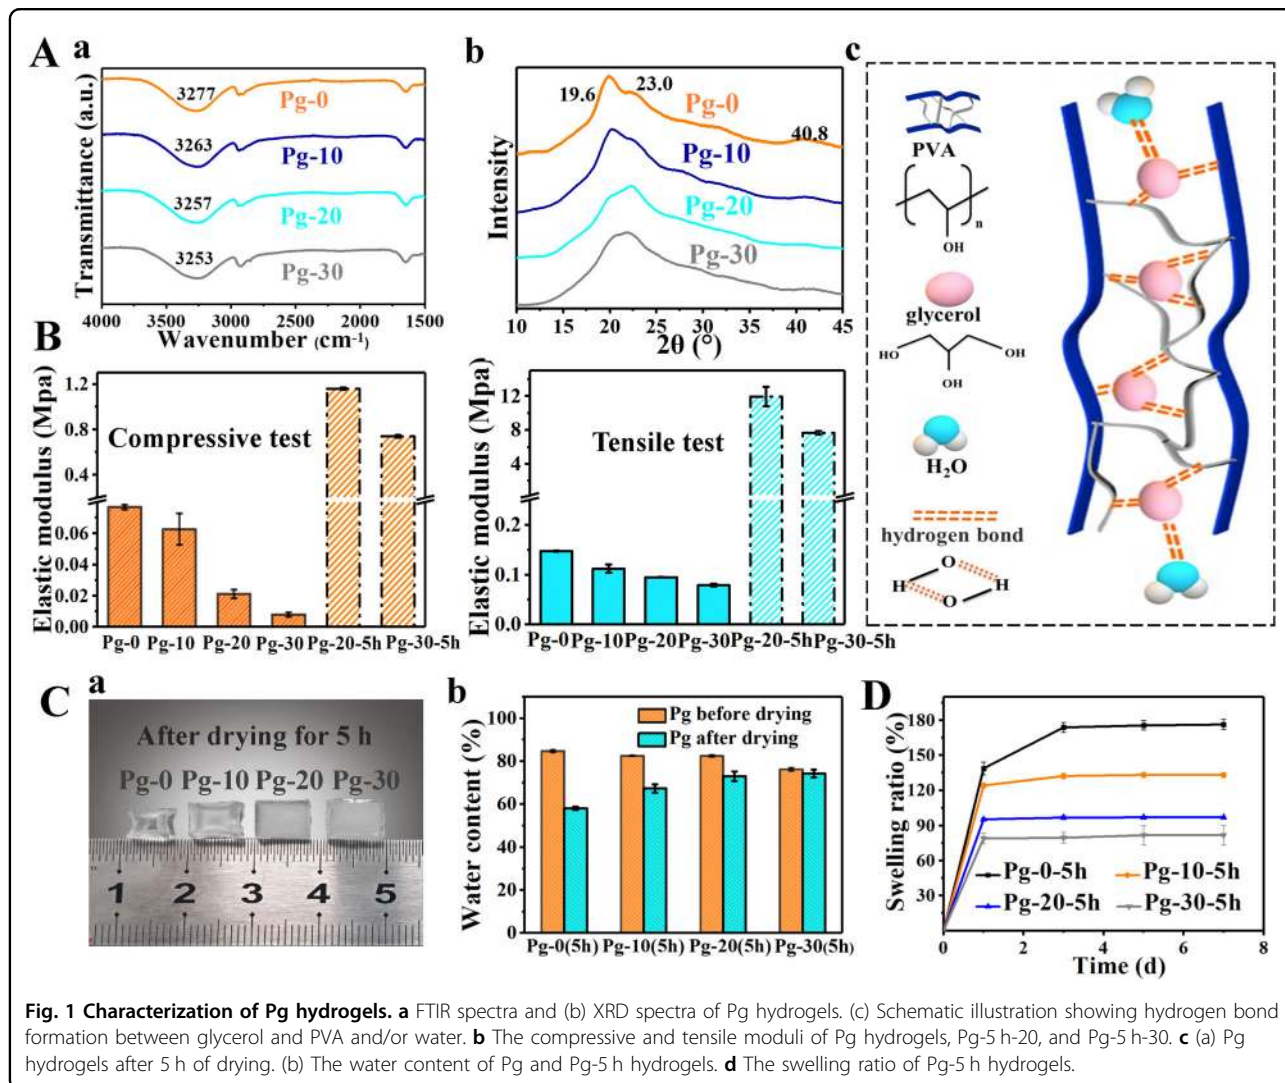 A
a
Transmittance (a.u.)
3277
Pg-0
3263
Pg-10
3257
Pg-20
3253
Pg-30
4000 3500 3000 2500 2000 1500
Wavenumber (cm-1)
b
Intensity
19.6
23.0
40.8
Pg-0
Pg-10
Pg-20
Pg-30
10 15 20 25 30 35 40 45
2θ (°)
c
PVA
n
OH
glycerol
HO
OH
OH
H2O
hydrogen bond
O
H
H
O
B
Elastic modulus (Mpa)
1.2
0.8
0.4
0.06
0.04
0.02
0.00
Compressive test
Pg-0 Pg-10 Pg-20 Pg-30 Pg-20-5h Pg-30-5h
Elastic modulus (Mpa)
12
8
4
0.2
0.1
0.0
Tensile test
Pg-0 Pg-10 Pg-20 Pg-30 Pg-20-5h Pg-30-5h
C
a
After drying for 5 h
Pg-0 Pg-10 Pg-20 Pg-30
1 2 3 4 5
1 2 3 4 5
b
Water content (%)
100
80
60
40
20
0
Pg before drying
Pg after drying
Pg-0(5h) Pg-10(5h) Pg-20(5h) Pg-30(5h)
D
Swelling ratio (%)
180
150
120
90
60
30
Pg-0-5h Pg-10-5h
Pg-20-5h Pg-30-5h
0 2 4 6 8
Time (d)
Fig. 1 Characterization of Pg hydrogels. a FTIR spectra and (b) XRD spectra of Pg hydrogels. (c) Schematic illustration showing hydrogen bond
formation between glycerol and PVA and/or water. b The compressive and tensile moduli of Pg hydrogels, Pg-5 h-20, and Pg-5 h-30. c (a) Pg
hydrogels after 5 h of drying. (b) The water content of Pg and Pg-5 h hydrogels. d The swelling ratio of Pg-5 h hydrogels.